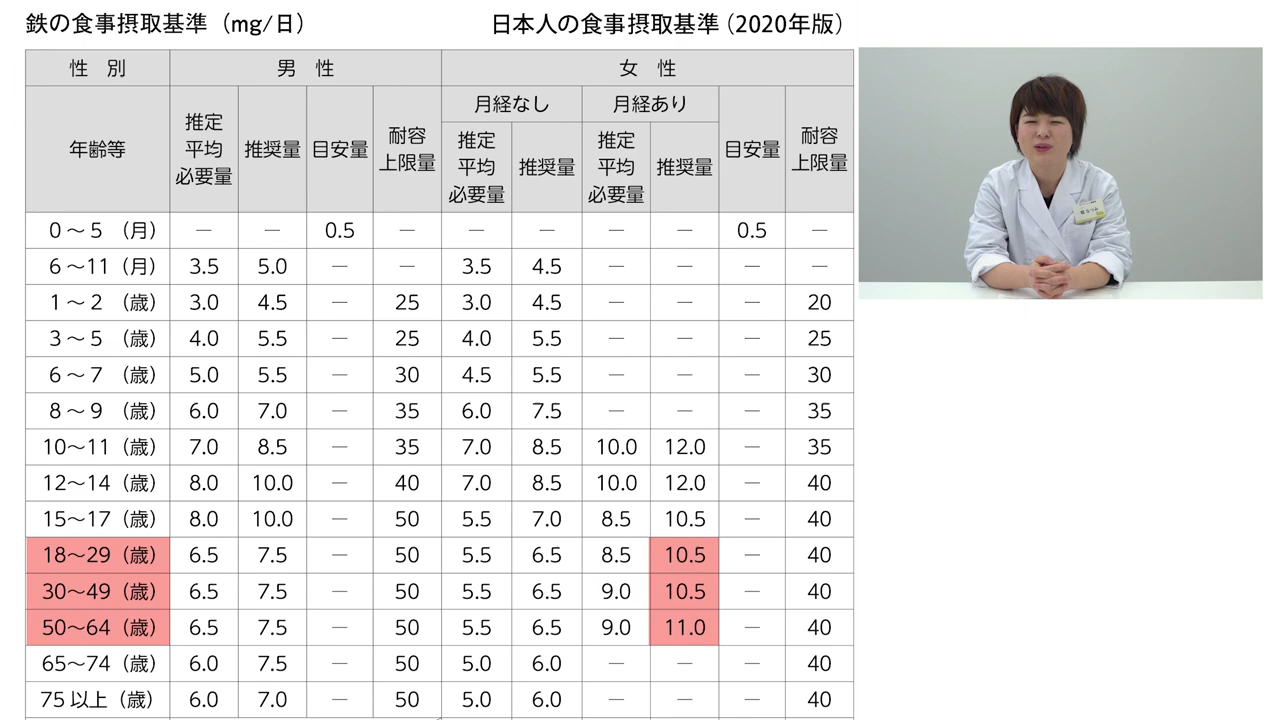 鉄の食事摂取基準（mg/日） 日本人の食事摂取基準（2020年版）
性　別 男　性 女　性
年齢等 推定平均必要量 推奨量 目安量 耐容上限量 月経なし 月経あり 目安量 耐容上限量
推定平均必要量 推奨量 推定平均必要量 推奨量
0～5（月） — — 0.5 — — — — — 0.5 —
6～11（月） 3.5 5.0 — — 3.5 4.5 — — — —
1～2（歳） 3.0 4.5 — 25 3.0 4.5 — — — 20
3～5（歳） 4.0 5.5 — 25 4.0 5.5 — — — 25
6～7（歳） 5.0 5.5 — 30 4.5 5.5 — — — 30
8～9（歳） 6.0 7.0 — 35 6.0 7.5 — — — 35
10～11（歳） 7.0 8.5 — 35 7.0 8.5 10.0 12.0 — 35
12～14（歳） 8.0 10.0 — 40 7.0 8.5 10.0 12.0 — 40
15～17（歳） 8.0 10.0 — 50 5.5 7.0 8.5 10.5 — 40
18～29（歳） 6.5 7.5 — 50 5.5 6.5 8.5 10.5 — 40
30～49（歳） 6.5 7.5 — 50 5.5 6.5 9.0 10.5 — 40
50～64（歳） 6.5 7.5 — 50 5.5 6.5 9.0 11.0 — 40
65～74（歳） 6.0 7.5 — 50 5.0 6.0 — — — 40
75以上（歳） 6.0 7.0 — 50 5.0 6.0 — — — 40